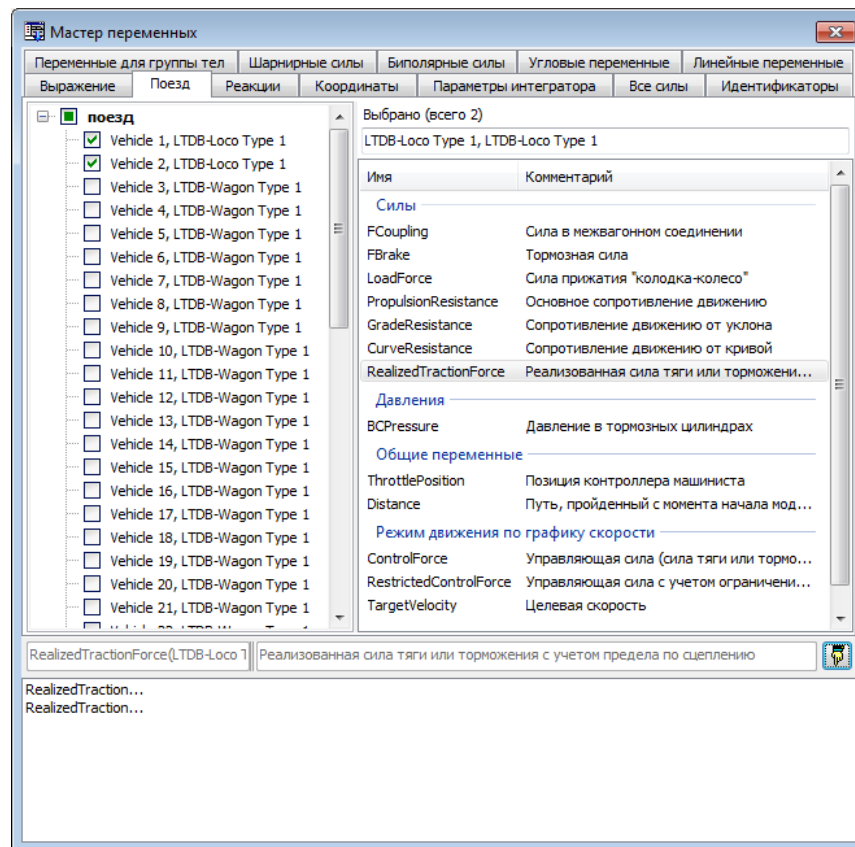 Мастер переменных
Переменные для группы тел Шарнирные силы Биполярные силы Угловые переменные Линейные переменные
Выражение Поезд Реакции Координаты Параметры интегратора Все силы Идентификаторы
поезд
Vehicle 1, LTDB-Loco Type 1
Vehicle 2, LTDB-Loco Type 1
Vehicle 3, LTDB-Wagon Type 1
Vehicle 4, LTDB-Wagon Type 1
Vehicle 5, LTDB-Wagon Type 1
Vehicle 6, LTDB-Wagon Type 1
Vehicle 7, LTDB-Wagon Type 1
Vehicle 8, LTDB-Wagon Type 1
Vehicle 9, LTDB-Wagon Type 1
Vehicle 10, LTDB-Wagon Type 1
Vehicle 11, LTDB-Wagon Type 1
Vehicle 12, LTDB-Wagon Type 1
Vehicle 13, LTDB-Wagon Type 1
Vehicle 14, LTDB-Wagon Type 1
Vehicle 15, LTDB-Wagon Type 1
Vehicle 16, LTDB-Wagon Type 1
Vehicle 17, LTDB-Wagon Type 1
Vehicle 18, LTDB-Wagon Type 1
Vehicle 19, LTDB-Wagon Type 1
Vehicle 20, LTDB-Wagon Type 1
Vehicle 21, LTDB-Wagon Type 1
Выбрано (всего 2)
LTDB-Loco Type 1, LTDB-Loco Type 1
Имя Комментарий
Силы
FCoupling Сила в межвагонном соединении
FBrake Тормозная сила
LoadForce Сила прижатия "колодка-колесо"
PropulsionResistance Основное сопротивление движению
GradeResistance Сопротивление движению от уклона
CurveResistance Сопротивление движению от кривой
RealizedTractionForce Реализованная сила тяги или торможени...
Давления
BCPressure Давление в тормозных цилиндрах
Общие переменные
ThrottlePosition Позиция контроллера машиниста
Distance Путь, пройденный с момента начала мод...
Режим движения по графику скорости
ControlForce Управляющая сила (сила тяги или тормо...
RestrictedControlForce Управляющая сила с учетом ограничени...
TargetVelocity Целевая скорость
RealizedTractionForce(LTDB-Loco T Реализованная сила тяги или торможения с учетом предела по сцеплению
RealizedTraction...
RealizedTraction...